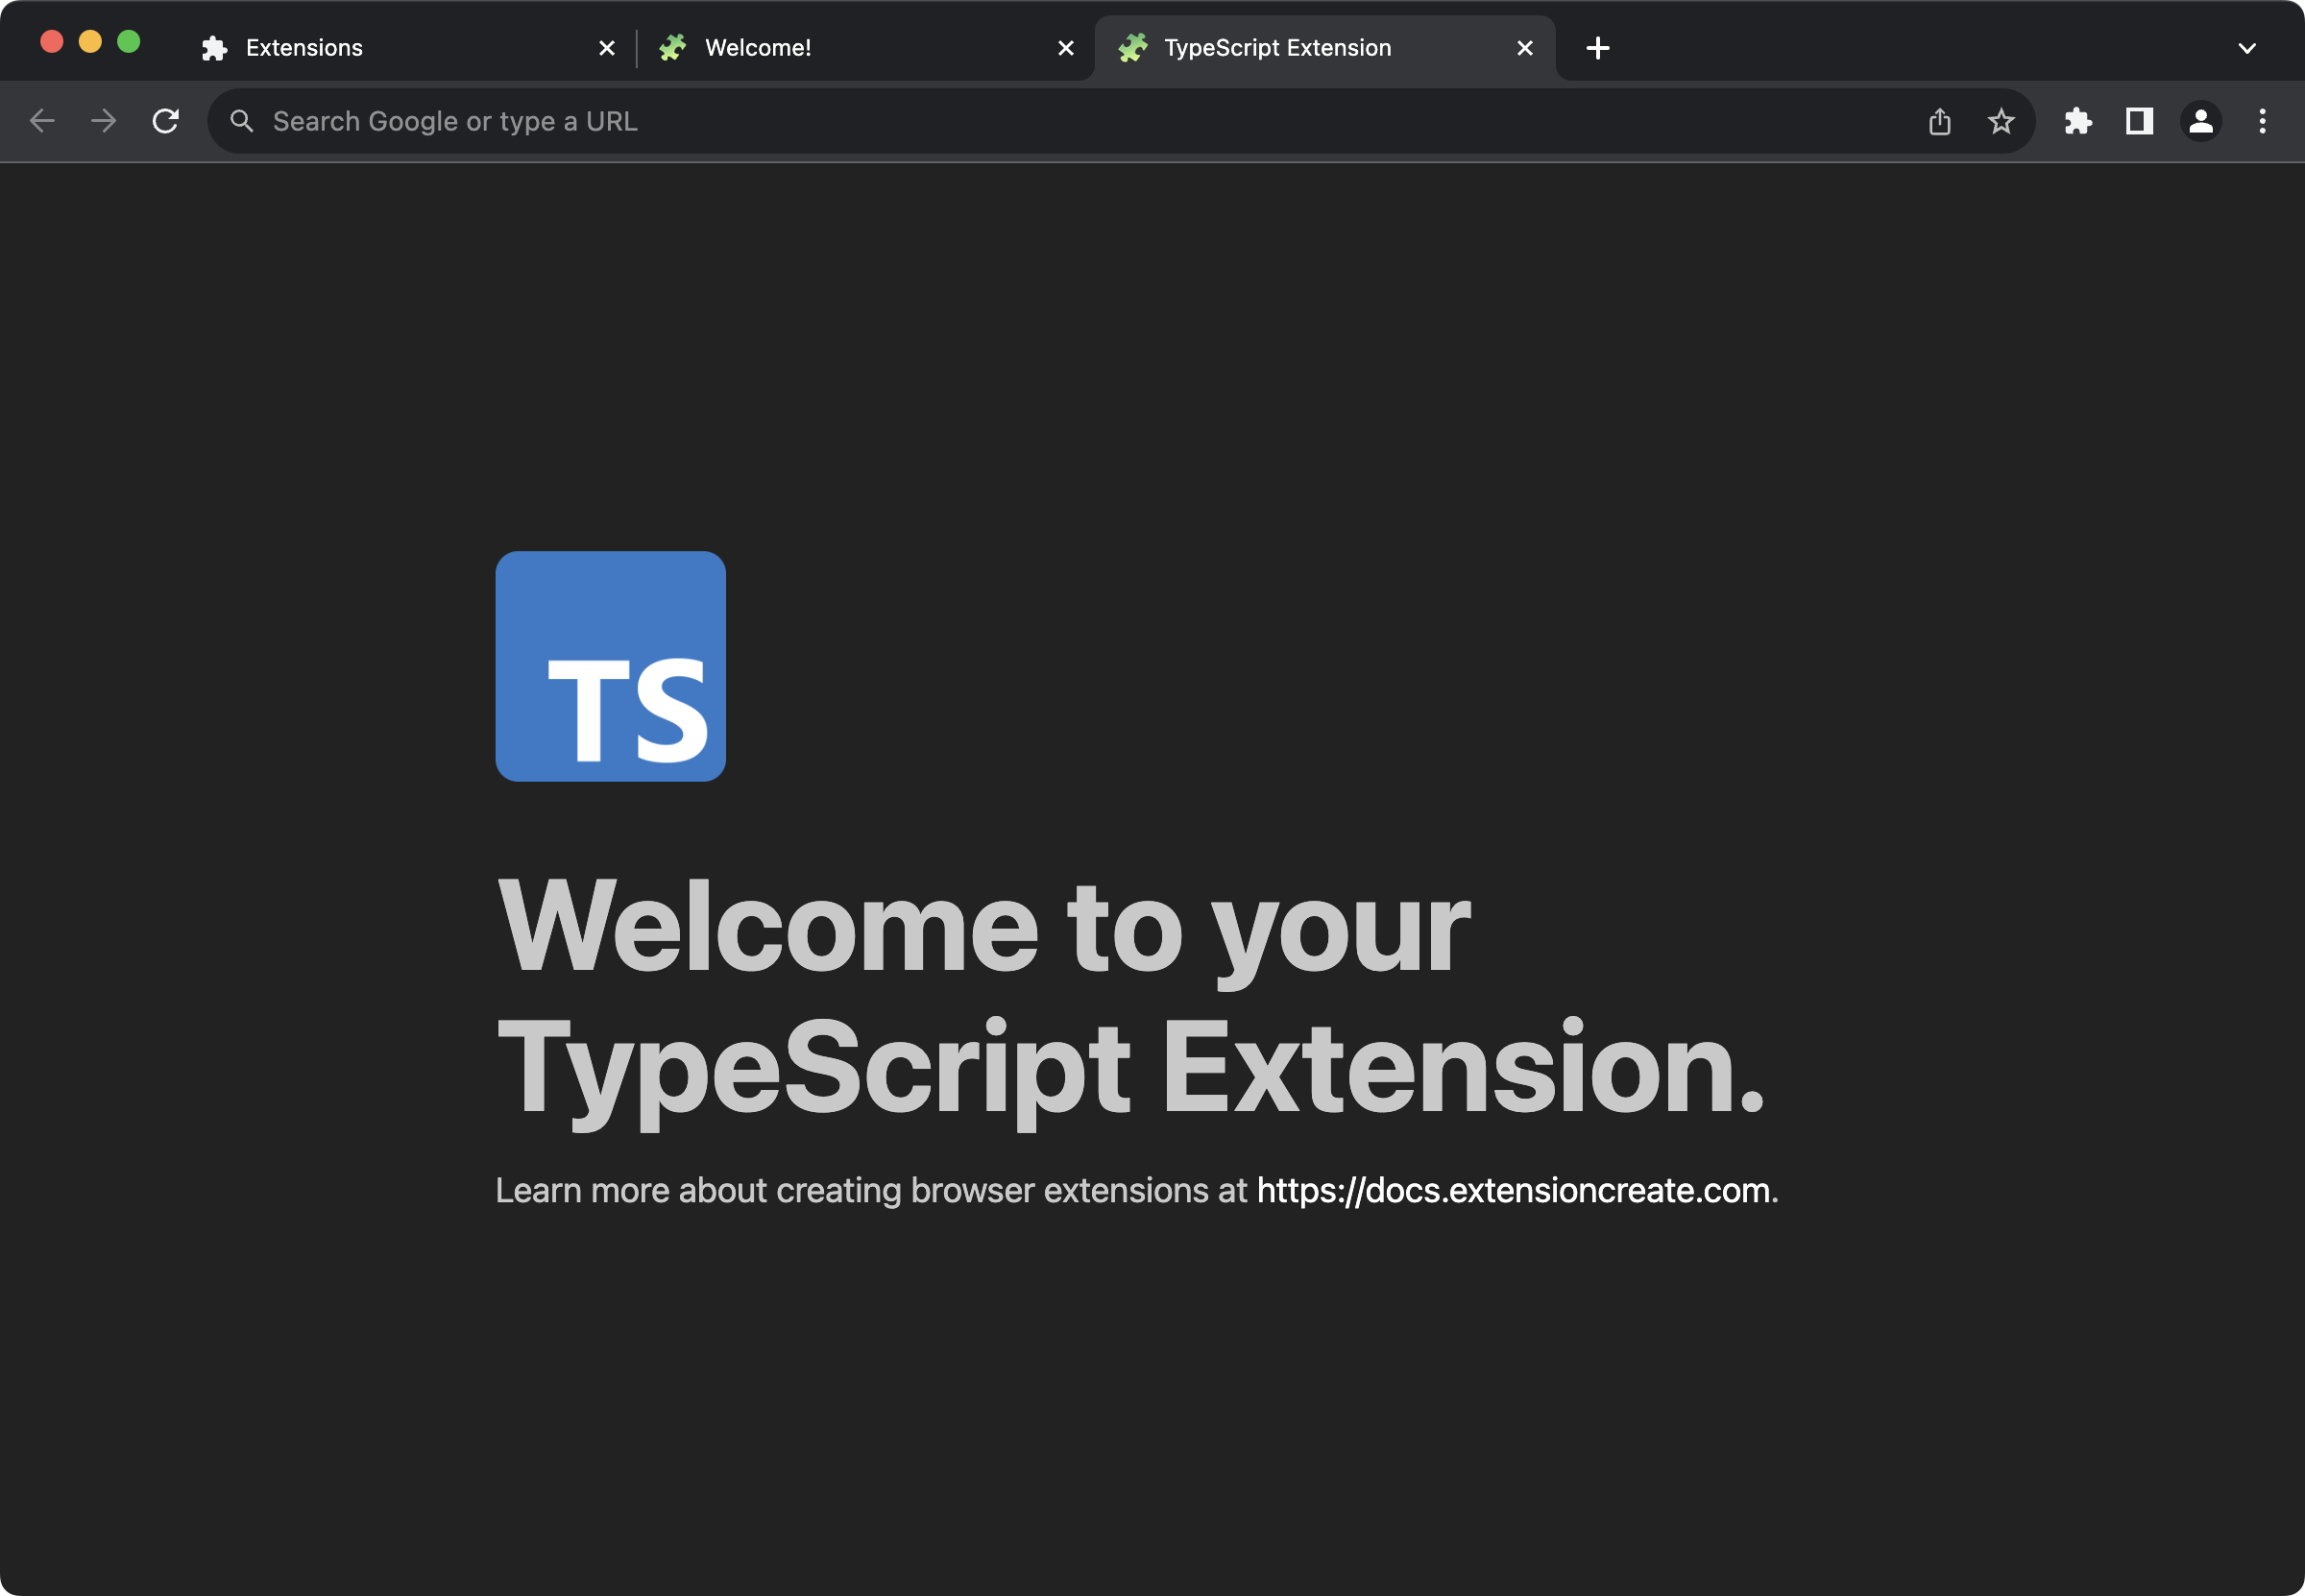 Extensions
Welcome!
TypeScript Extension
Search Google or type a URL
TS
Welcome to your
TypeScript Extension.
Learn more about creating browser extensions at https://docs.extensioncreate.com.